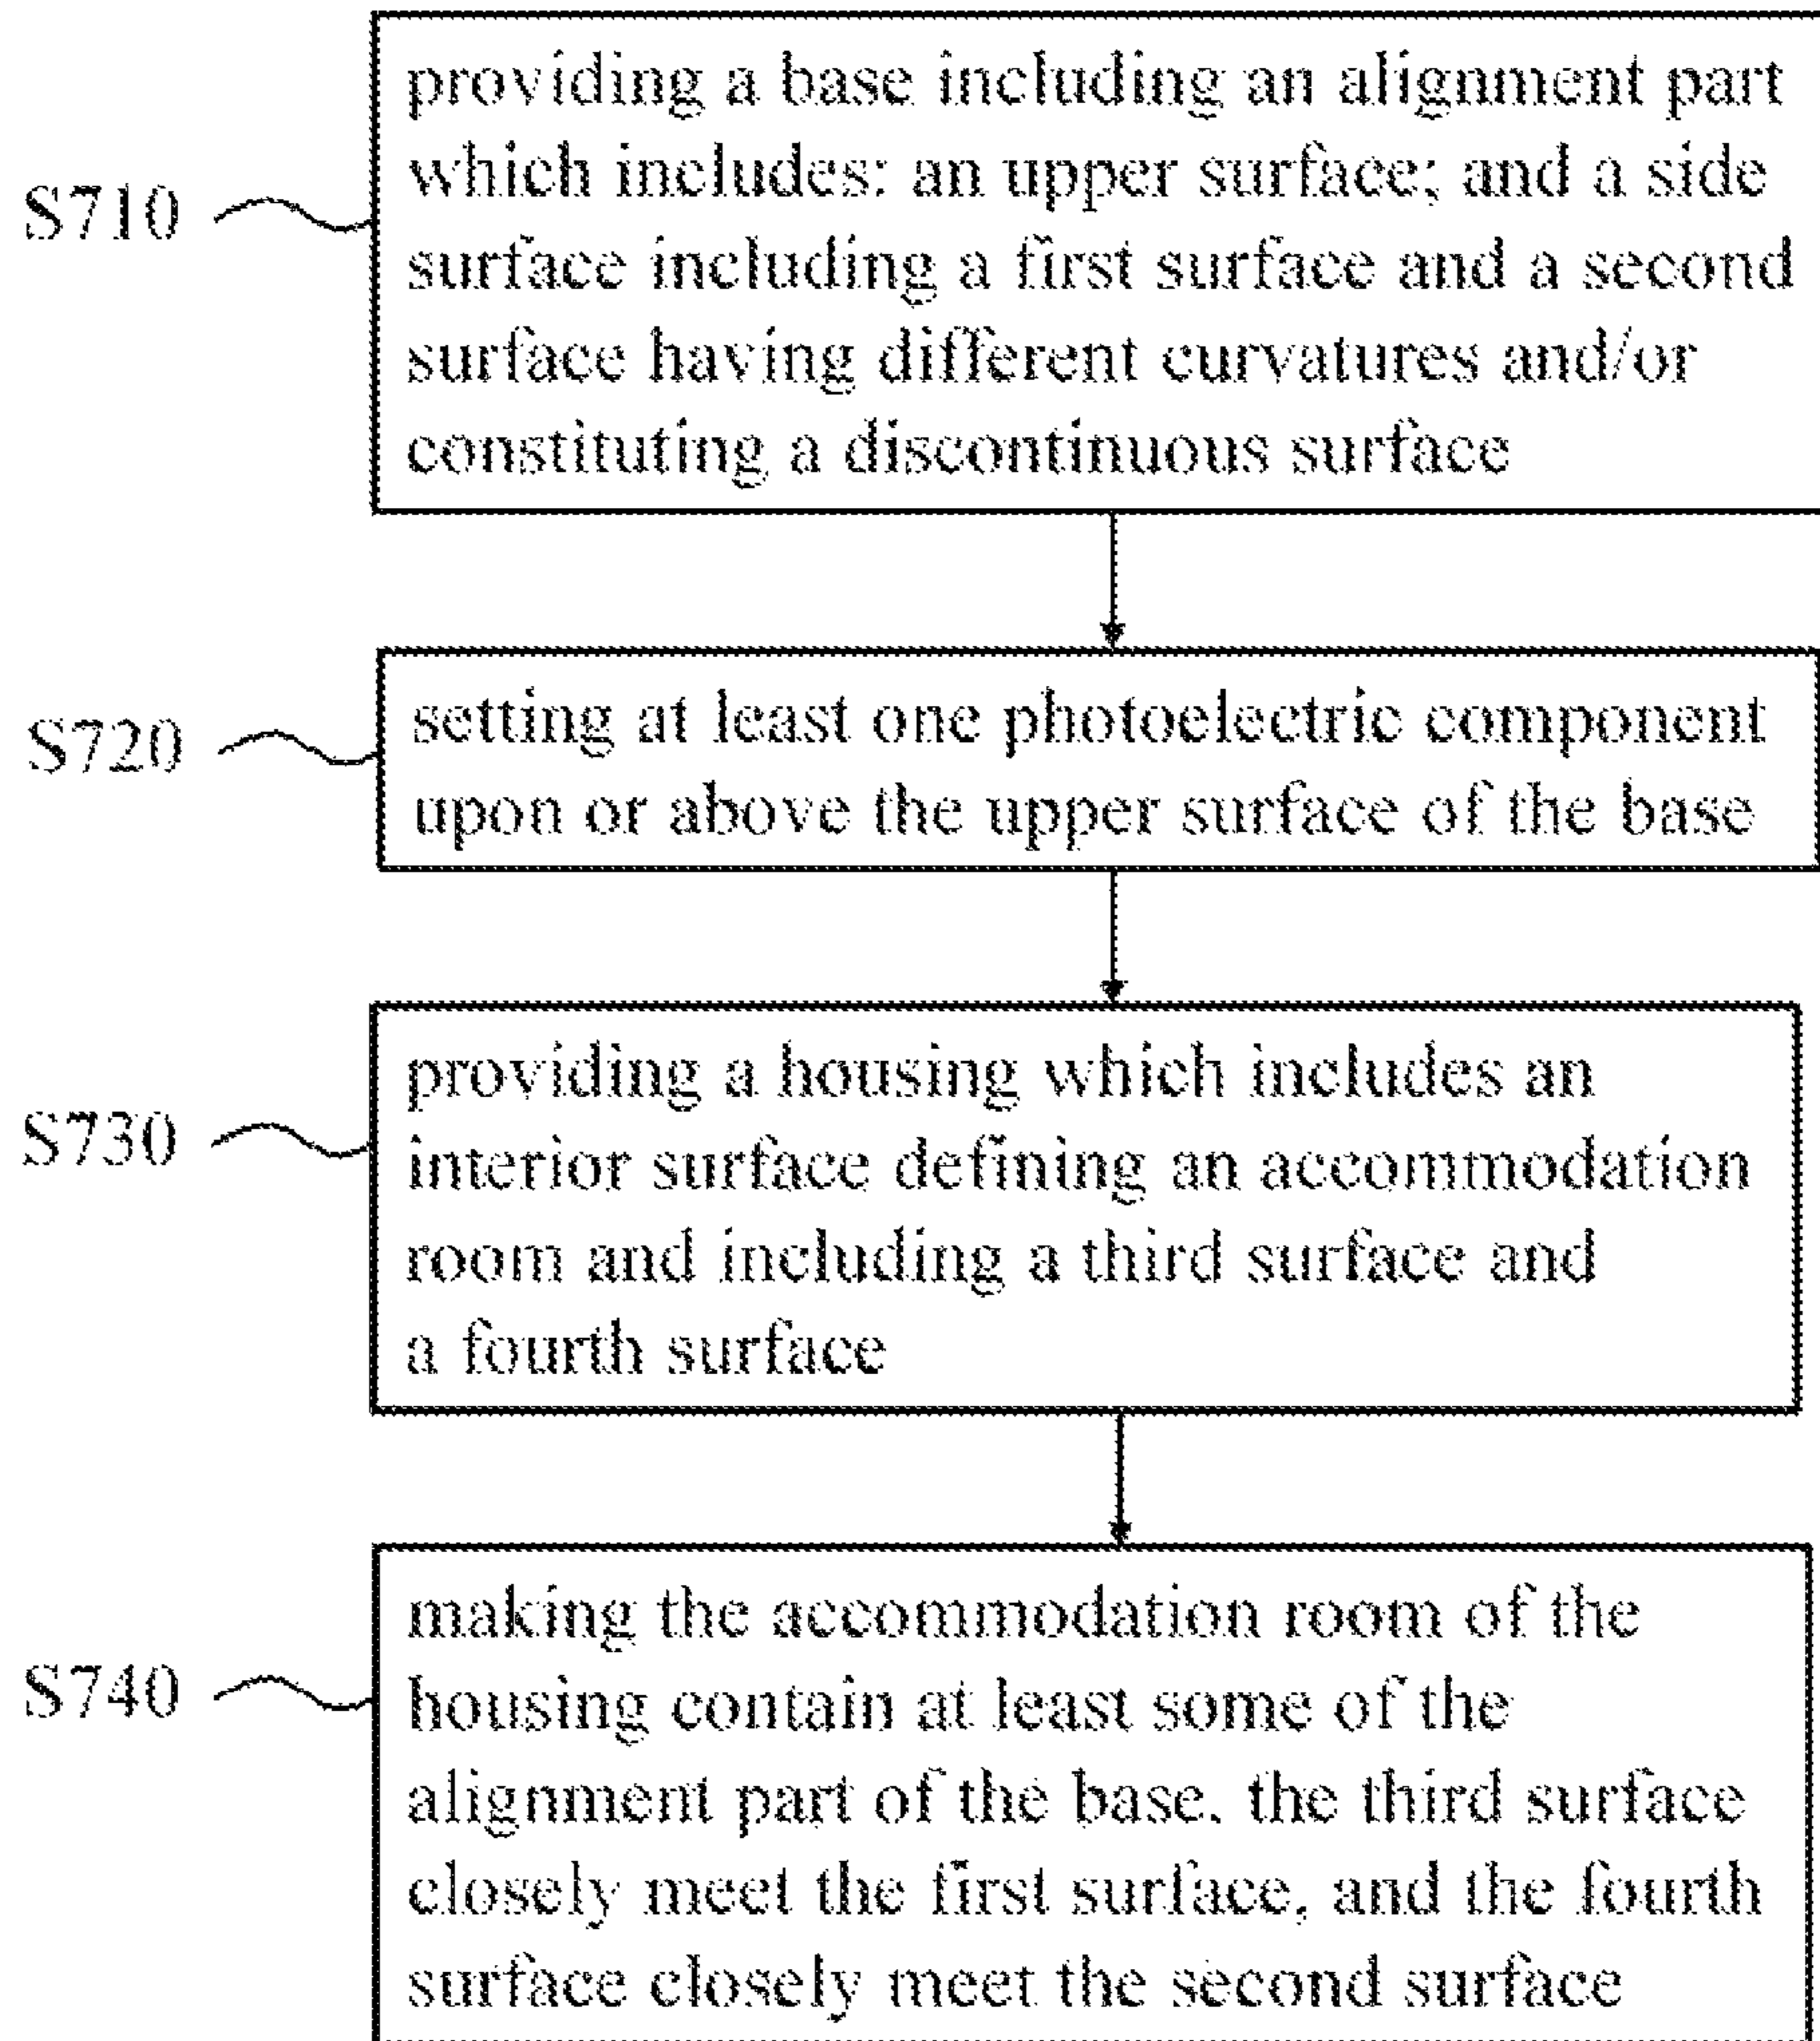 providing a base including an alignment part
which includes: an upper surface; and a side
S710
surface including a first surface and a second
surface having different curvatures and/or
constituting a discontinuous surface
setting at least one photoelectric component
S720
upon or above the upper surface of the base
providing a housing which includes an
S730
interior surface defining an accommodation
room and including a third surface and
a fourth surface
making the accommodation room of the
S740
housing contain at least some of the
alignment part of the base, the third surface
closely meet the first surface, and the fourth
surface closely meet the second surface